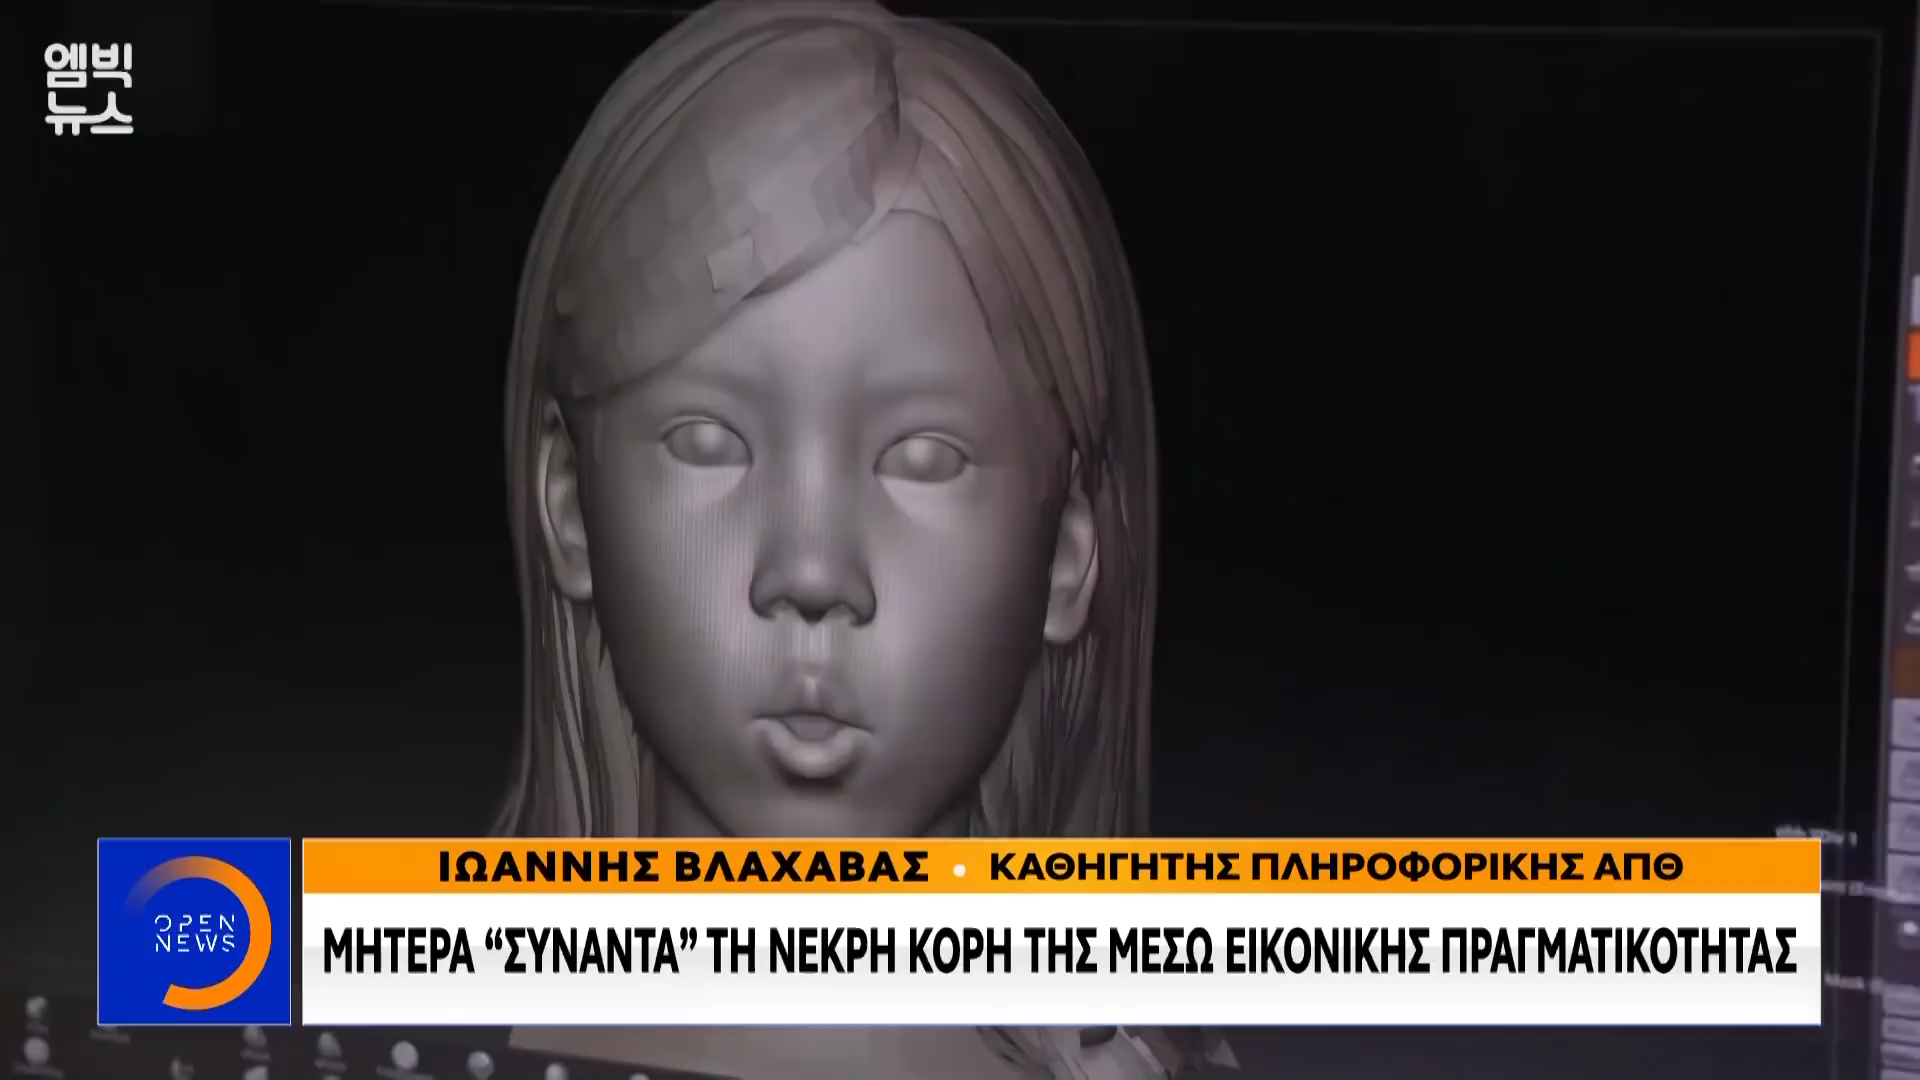 엠빅
뉴스
ΙΩΑΝΝΗΣ ΒΛΑΧΑΒΑΣ • ΚΑΘΗΓΗΤΗΣ ΠΛΗΡΟΦΟΡΙΚΗΣ ΑΠΘ
OPEN
NEWS
ΜΗΤΕΡΑ “ΣΥΝΑΝΤΑ” ΤΗ ΝΕΚΡΗ ΚΟΡΗ ΤΗΣ ΜΕΣΩ ΕΙΚΟΝΙΚΗΣ ΠΡΑΓΜΑΤΙΚΟΤΗΤΑΣ